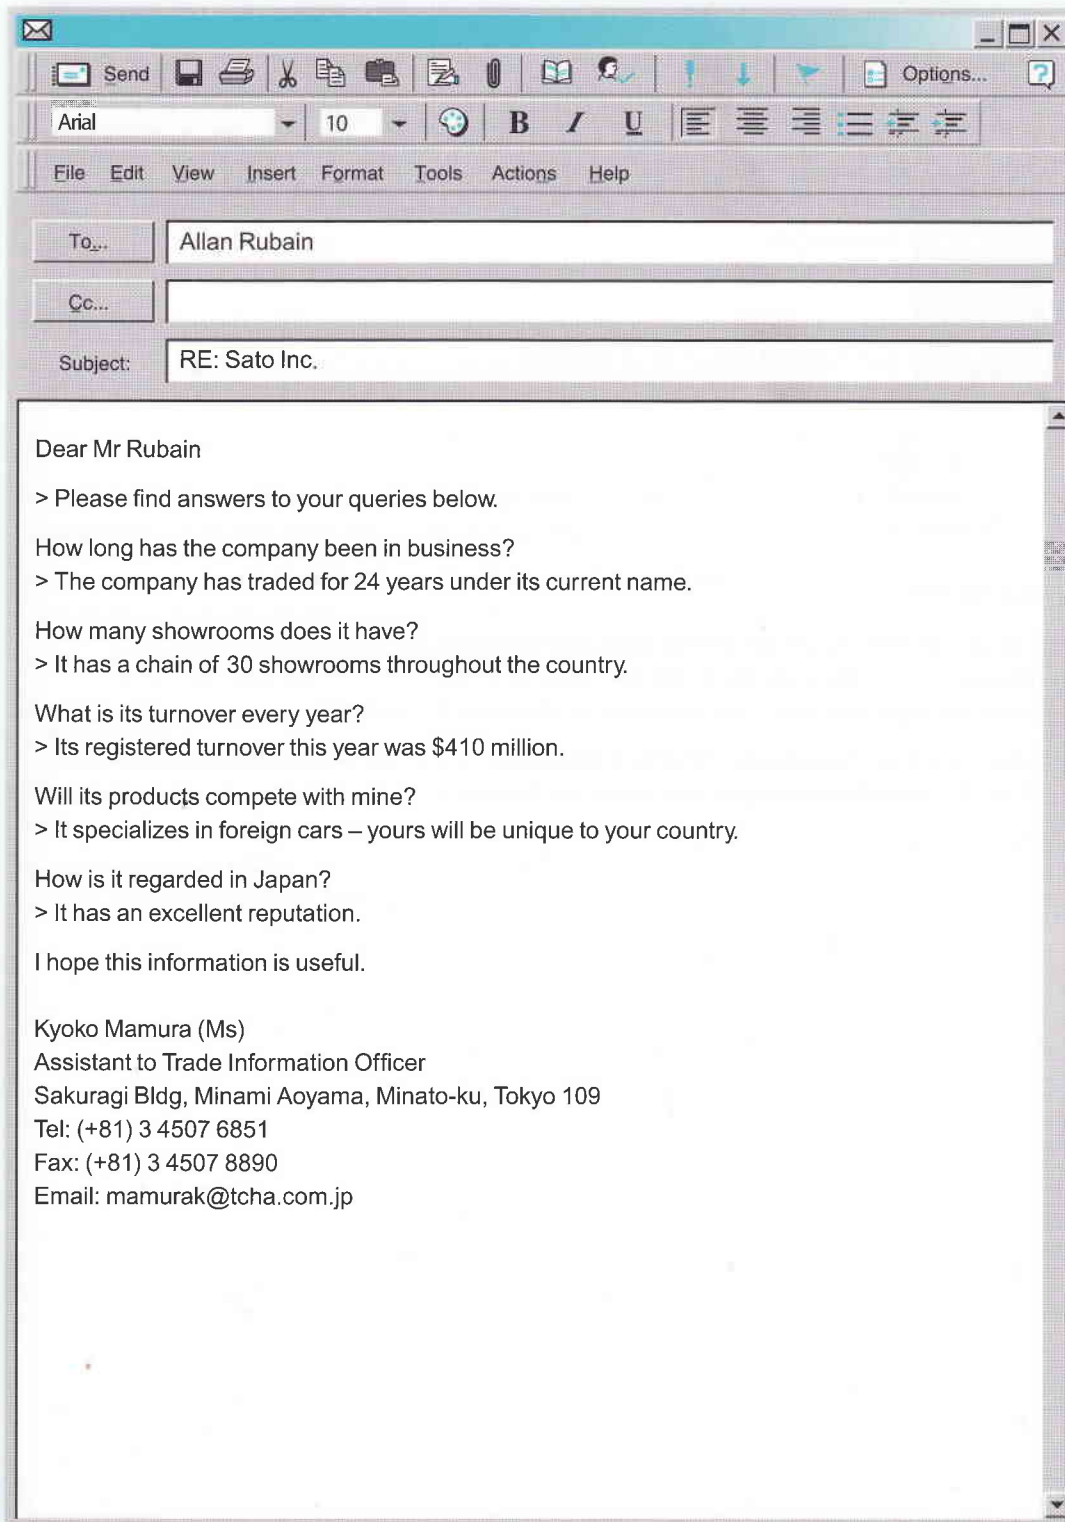 Send
Options...
Arial
10
B I U
File Edit View Insert Format Tools Actions Help
To... Allan Rubain
Cc...
Subject: RE: Sato Inc.
Dear Mr Rubain
> Please find answers to your queries below.
How long has the company been in business?
> The company has traded for 24 years under its current name.
How many showrooms does it have?
> It has a chain of 30 showrooms throughout the country.
What is its turnover every year?
> Its registered turnover this year was $410 million.
Will its products compete with mine?
> It specializes in foreign cars – yours will be unique to your country.
How is it regarded in Japan?
> It has an excellent reputation.
I hope this information is useful.
Kyoko Mamura (Ms)
Assistant to Trade Information Officer
Sakuragi Bldg, Minami Aoyama, Minato-ku, Tokyo 109
Tel: (+81) 3 4507 6851
Fax: (+81) 3 4507 8890
Email: mamurak@tcha.com.jp